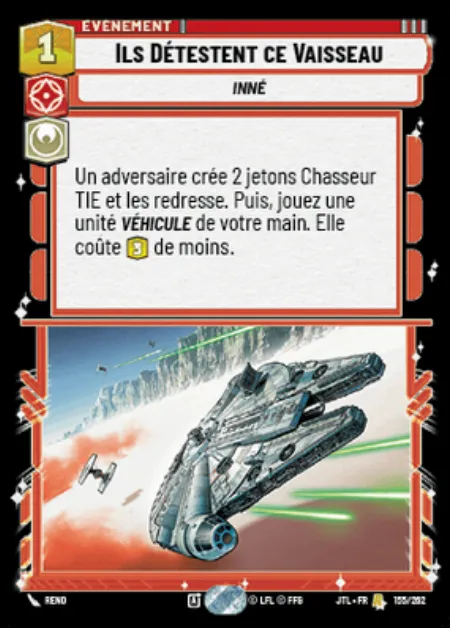 ÉVÉNEMENT
1
ILS DÉTESTENT CE VAISSEAU
INNÉ
Un adversaire crée 2 jetons Chasseur
TIE et les redresse. Puis, jouez une
unité VÉHICULE de votre main. Elle
coûte 3 de moins.
RENO
A
© LFL © FFG
JTL • FR
155/262